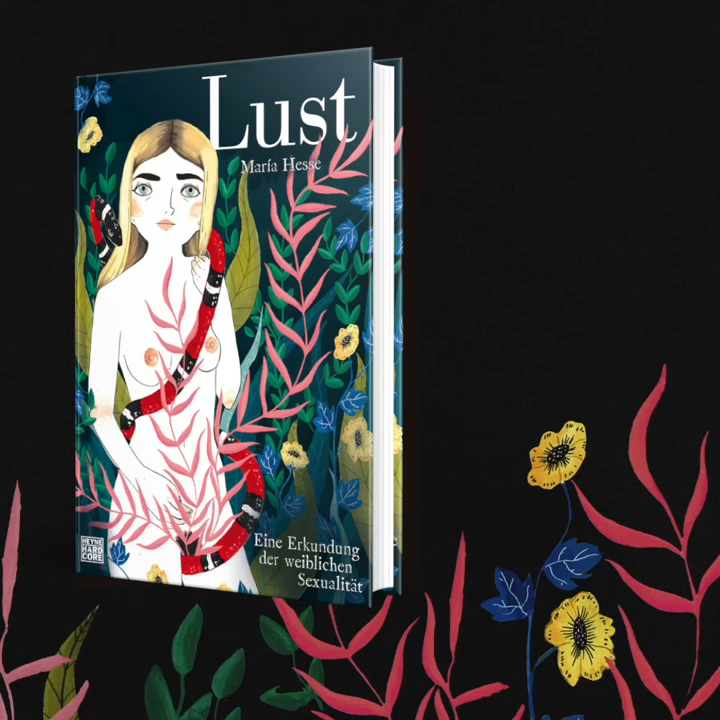 Lust
María Hesse
Eine Erkundung
der weiblichen
Sexualität
HEYNE
HARD
CORE